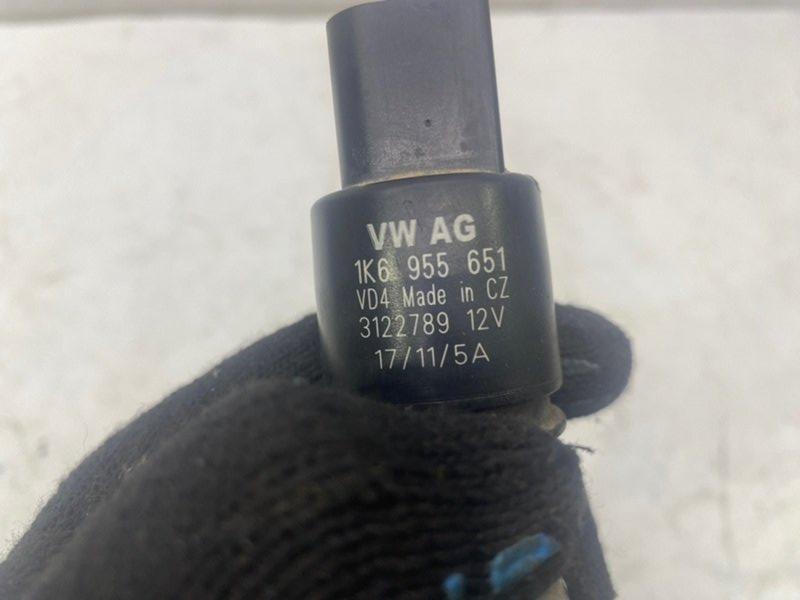 VW AG
1K6 955 651
VD4 Made in CZ
3122789 12V
17/11/5A